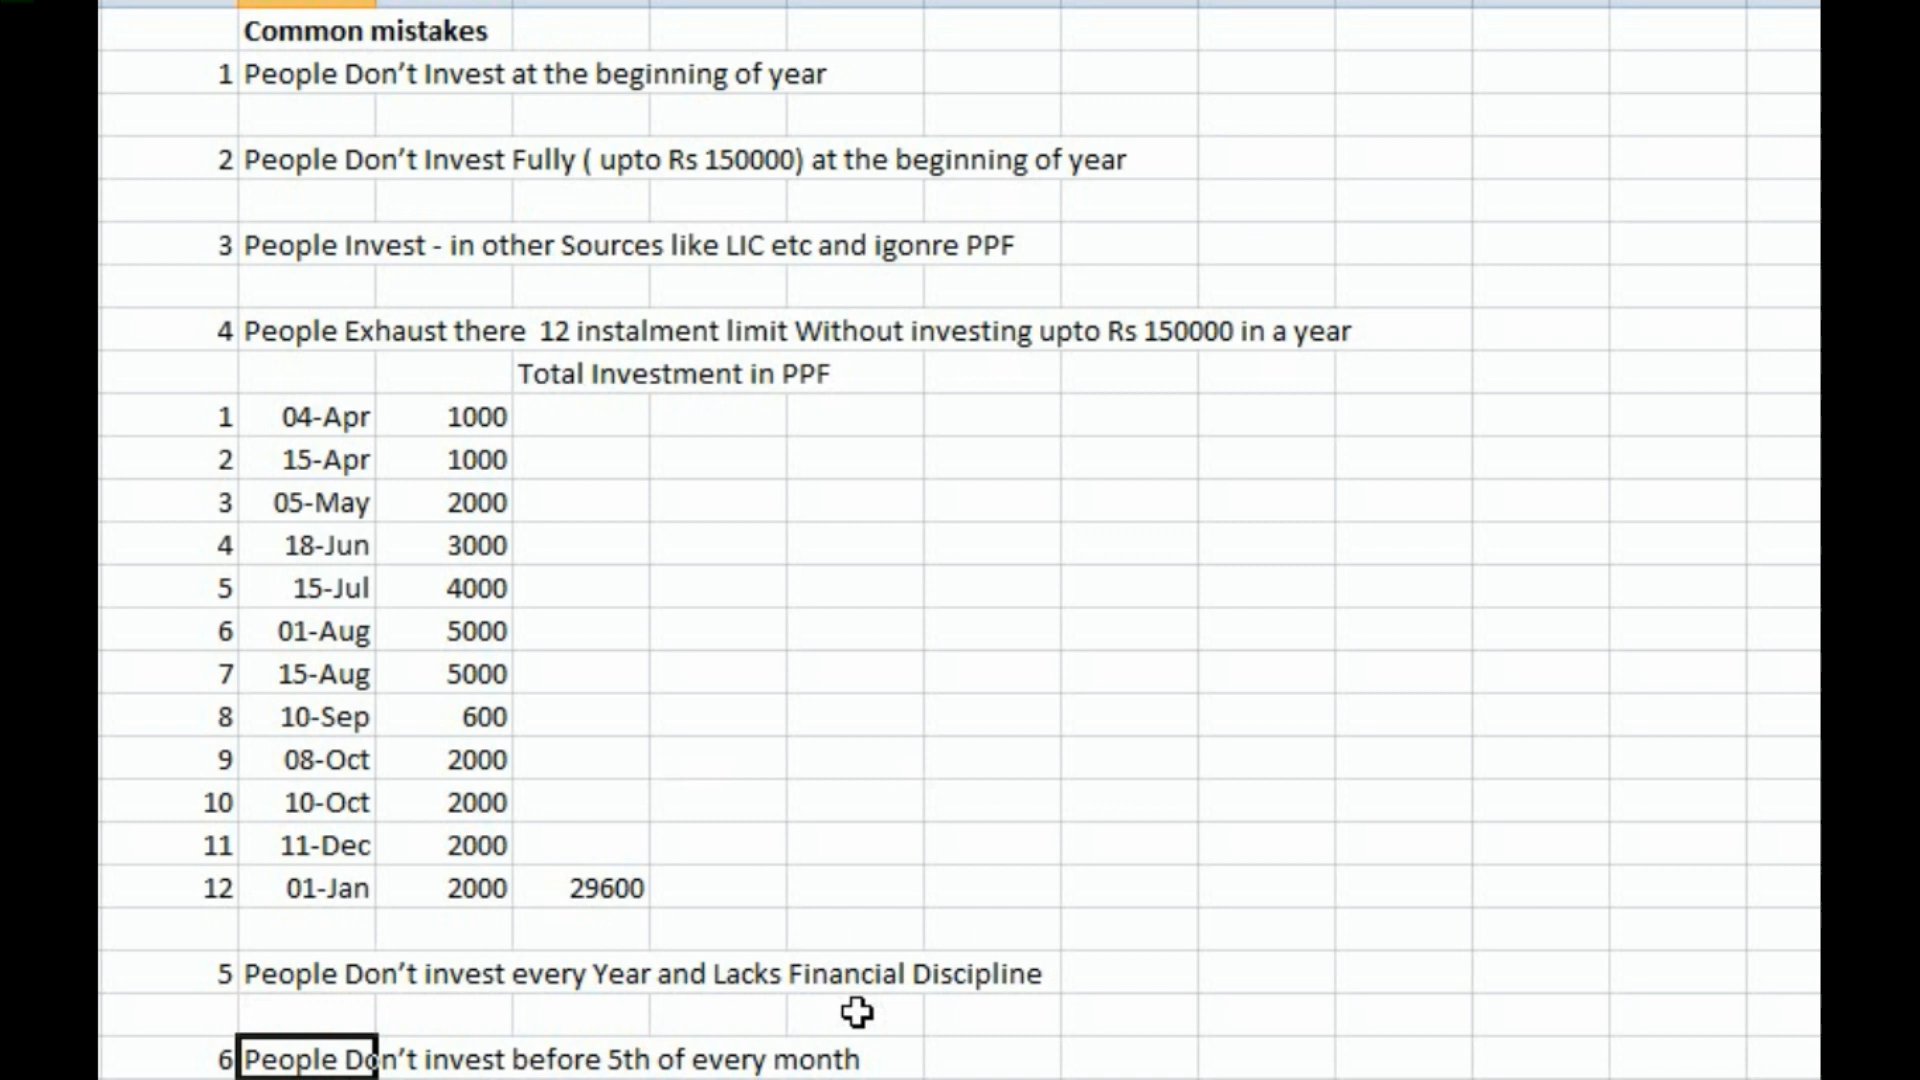 Common mistakes
1 People Don't Invest at the beginning of year
2 People Don't Invest Fully ( upto Rs 150000) at the beginning of year
3 People Invest - in other Sources like LIC etc and igonre PPF
4 People Exhaust there 12 instalment limit Without investing upto Rs 150000 in a year
Total Investment in PPF
1 04-Apr 1000
2 15-Apr 1000
3 05-May 2000
4 18-Jun 3000
5 15-Jul 4000
6 01-Aug 5000
7 15-Aug 5000
8 10-Sep 600
9 08-Oct 2000
10 10-Oct 2000
11 11-Dec 2000
12 01-Jan 2000 29600
5 People Don't invest every Year and Lacks Financial Discipline
6 People Don't invest before 5th of every month